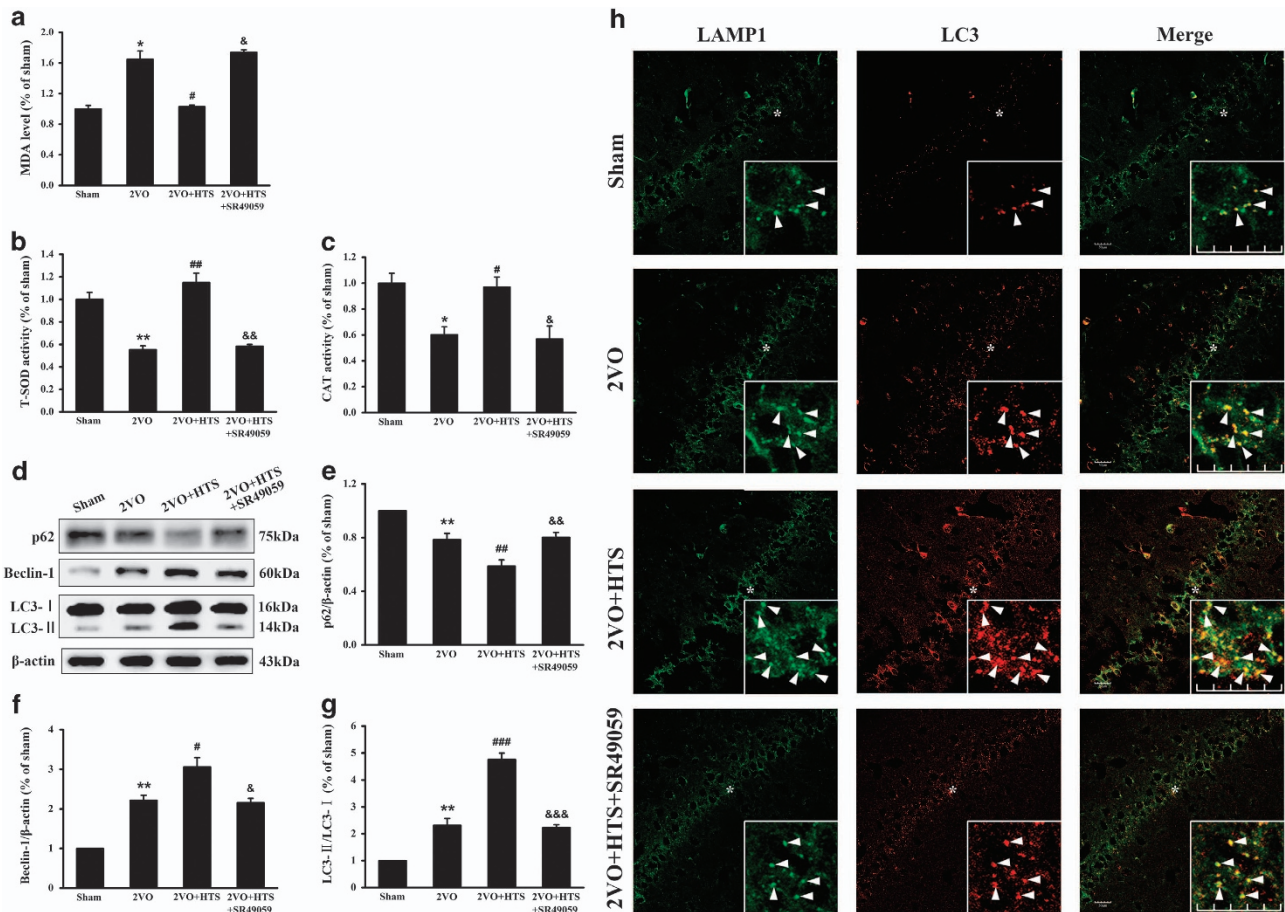 a
MDA level (% of sham)
2.0
1.6
1.2
0.8
0.4
0.0
*
#
&
Sham 2VO 2VO+HTS 2VO+HTS
+SR49059
b
T-SOD activity (% of sham)
1.4
1.2
1.0
0.8
0.6
0.4
0.2
0.0
**
##
&&
Sham 2VO 2VO+HTS 2VO+HTS
+SR49059
c
CAT activity (% of sham)
1.2
1.0
0.8
0.6
0.4
0.2
0.0
*
#
&
Sham 2VO 2VO+HTS 2VO+HTS
+SR49059
d
Sham 2VO 2VO+HTS 2VO+HTS
+SR49059
p62 75kDa
Beclin-1 60kDa
LC3-Ⅰ 16kDa
LC3-Ⅱ 14kDa
β-actin 43kDa
e
p62/β-actin (% of sham)
1.2
0.8
0.4
0.0
**
##
&&
Sham 2VO 2VO+HTS 2VO+HTS
+SR49059
f
Beclin-1/β-actin (% of sham)
4
3
2
1
0
**
#
&
Sham 2VO 2VO+HTS 2VO+HTS
+SR49059
g
LC3-Ⅱ/LC3-Ⅰ (% of sham)
6
5
4
3
2
1
0
**
###
&&&
Sham 2VO 2VO+HTS 2VO+HTS
+SR49059
h
LAMP1 LC3 Merge
Sham
* * *
2VO
* * *
2VO+HTS
* * *
2VO+HTS+SR49059
* * *